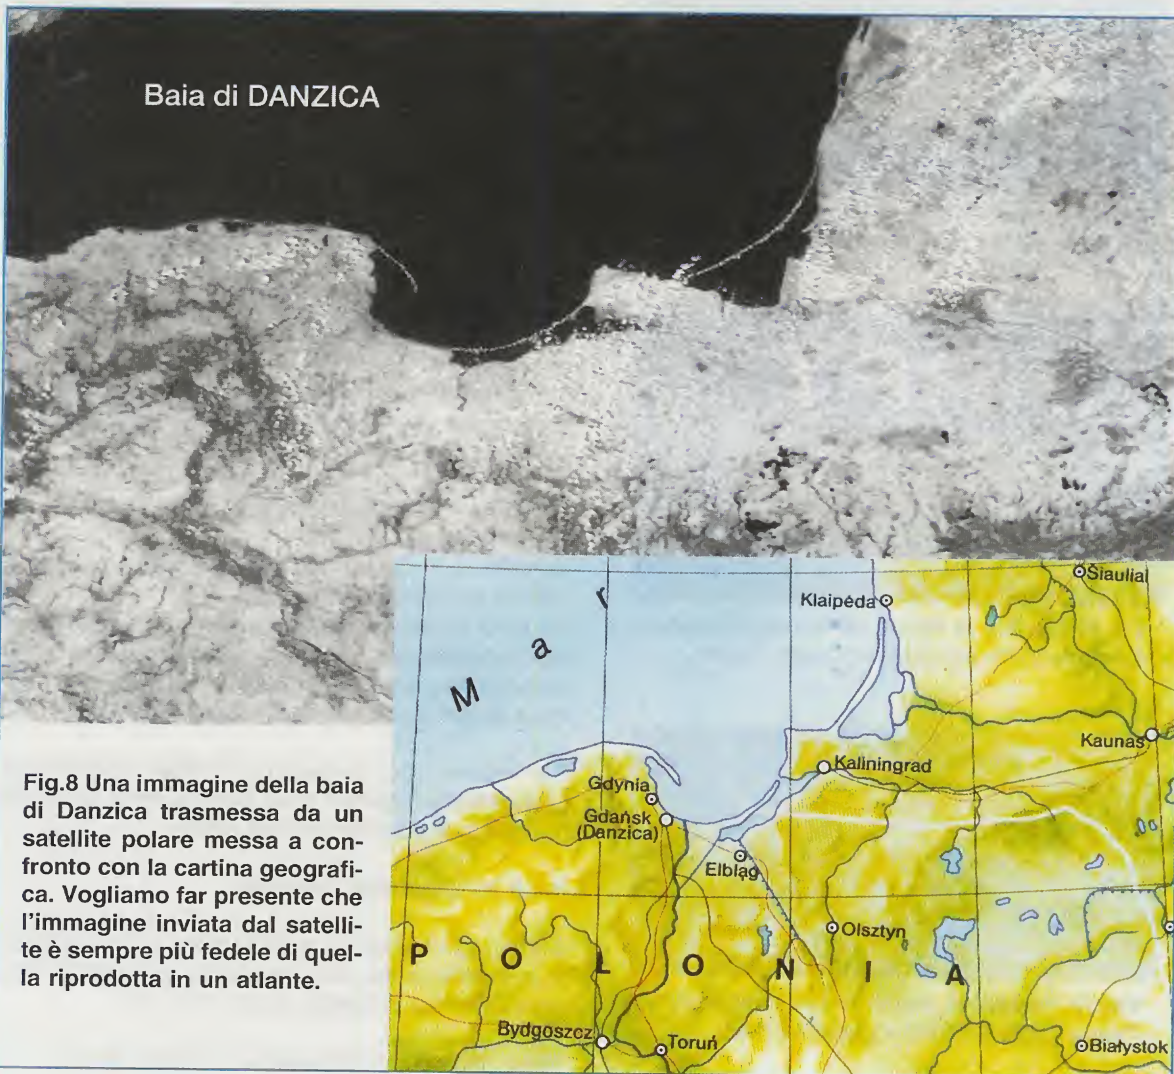 Baia di DANZICA
Fig.8 Una immagine della baia
di Danzica trasmessa da un
satellite polare messa a con-
fronto con la cartina geografi-
ca. Vogliamo far presente che
l'immagine inviata dal satelli-
te è sempre più fedele di quel-
la riprodotta in un atlante.
M a r
Šiauliai
Klaipéda
Kaunas
Kaliningrad
Gdynia
Gdańsk
(Danzica)
Elbląg
Olsztyn
P O L O N I A
Bydgoszcz
Toruń
Białystok